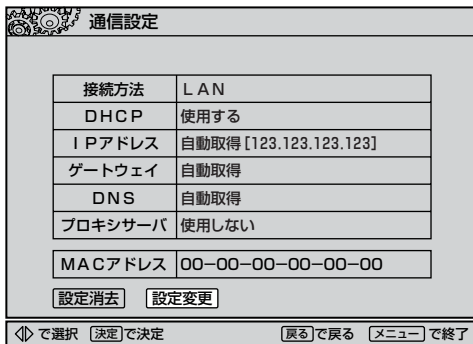 通信設定
接続方法 LAN
DHCP 使用する
IPアドレス 自動取得[123.123.123.123]
ゲートウェイ 自動取得
DNS 自動取得
プロキシサーバ 使用しない
MACアドレス 00-00-00-00-00-00
設定消去 設定変更
で選択 決定で決定 戻るで戻る メニューで終了